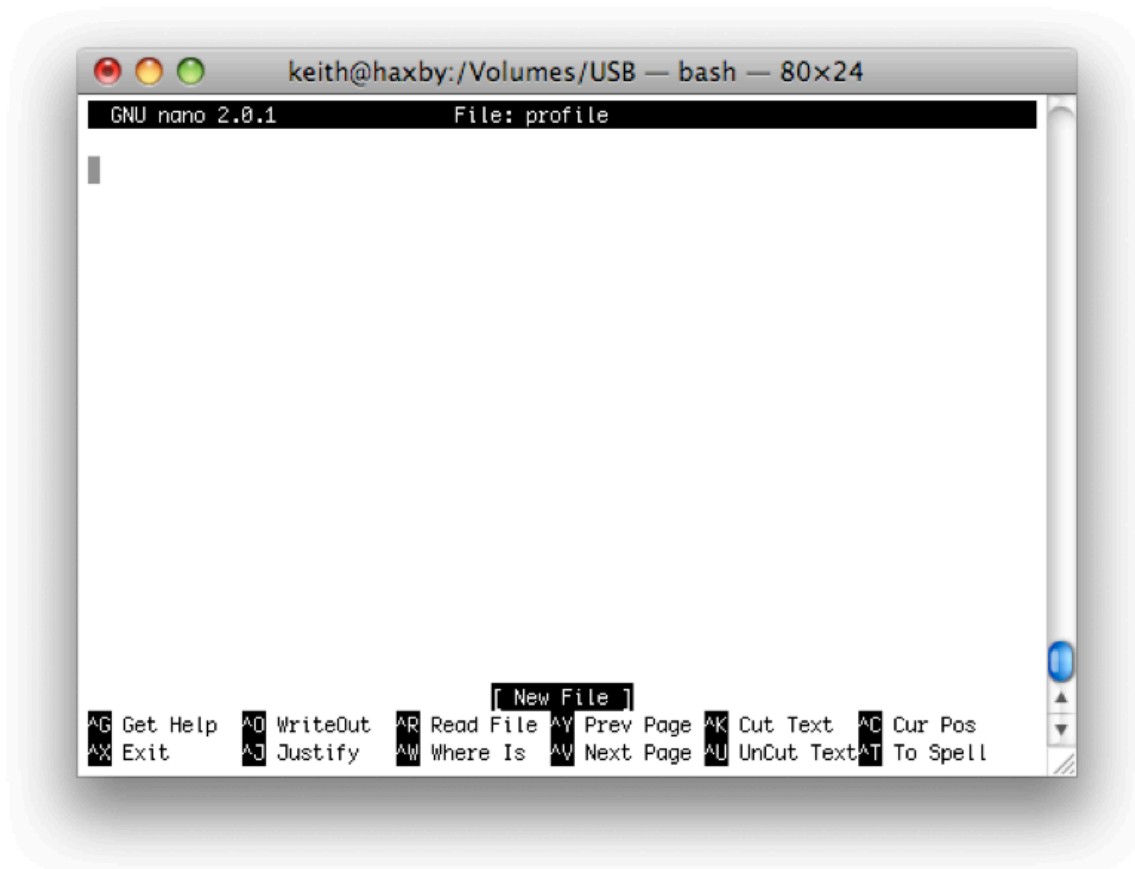 keith@haxby:/Volumes/USB — bash — 80×24
GNU nano 2.0.1 File: profile
[ New File ]
^G Get Help ^O WriteOut ^R Read File ^Y Prev Page ^K Cut Text ^C Cur Pos
^X Exit ^J Justify ^W Where Is ^V Next Page ^U UnCut Text ^T To Spell